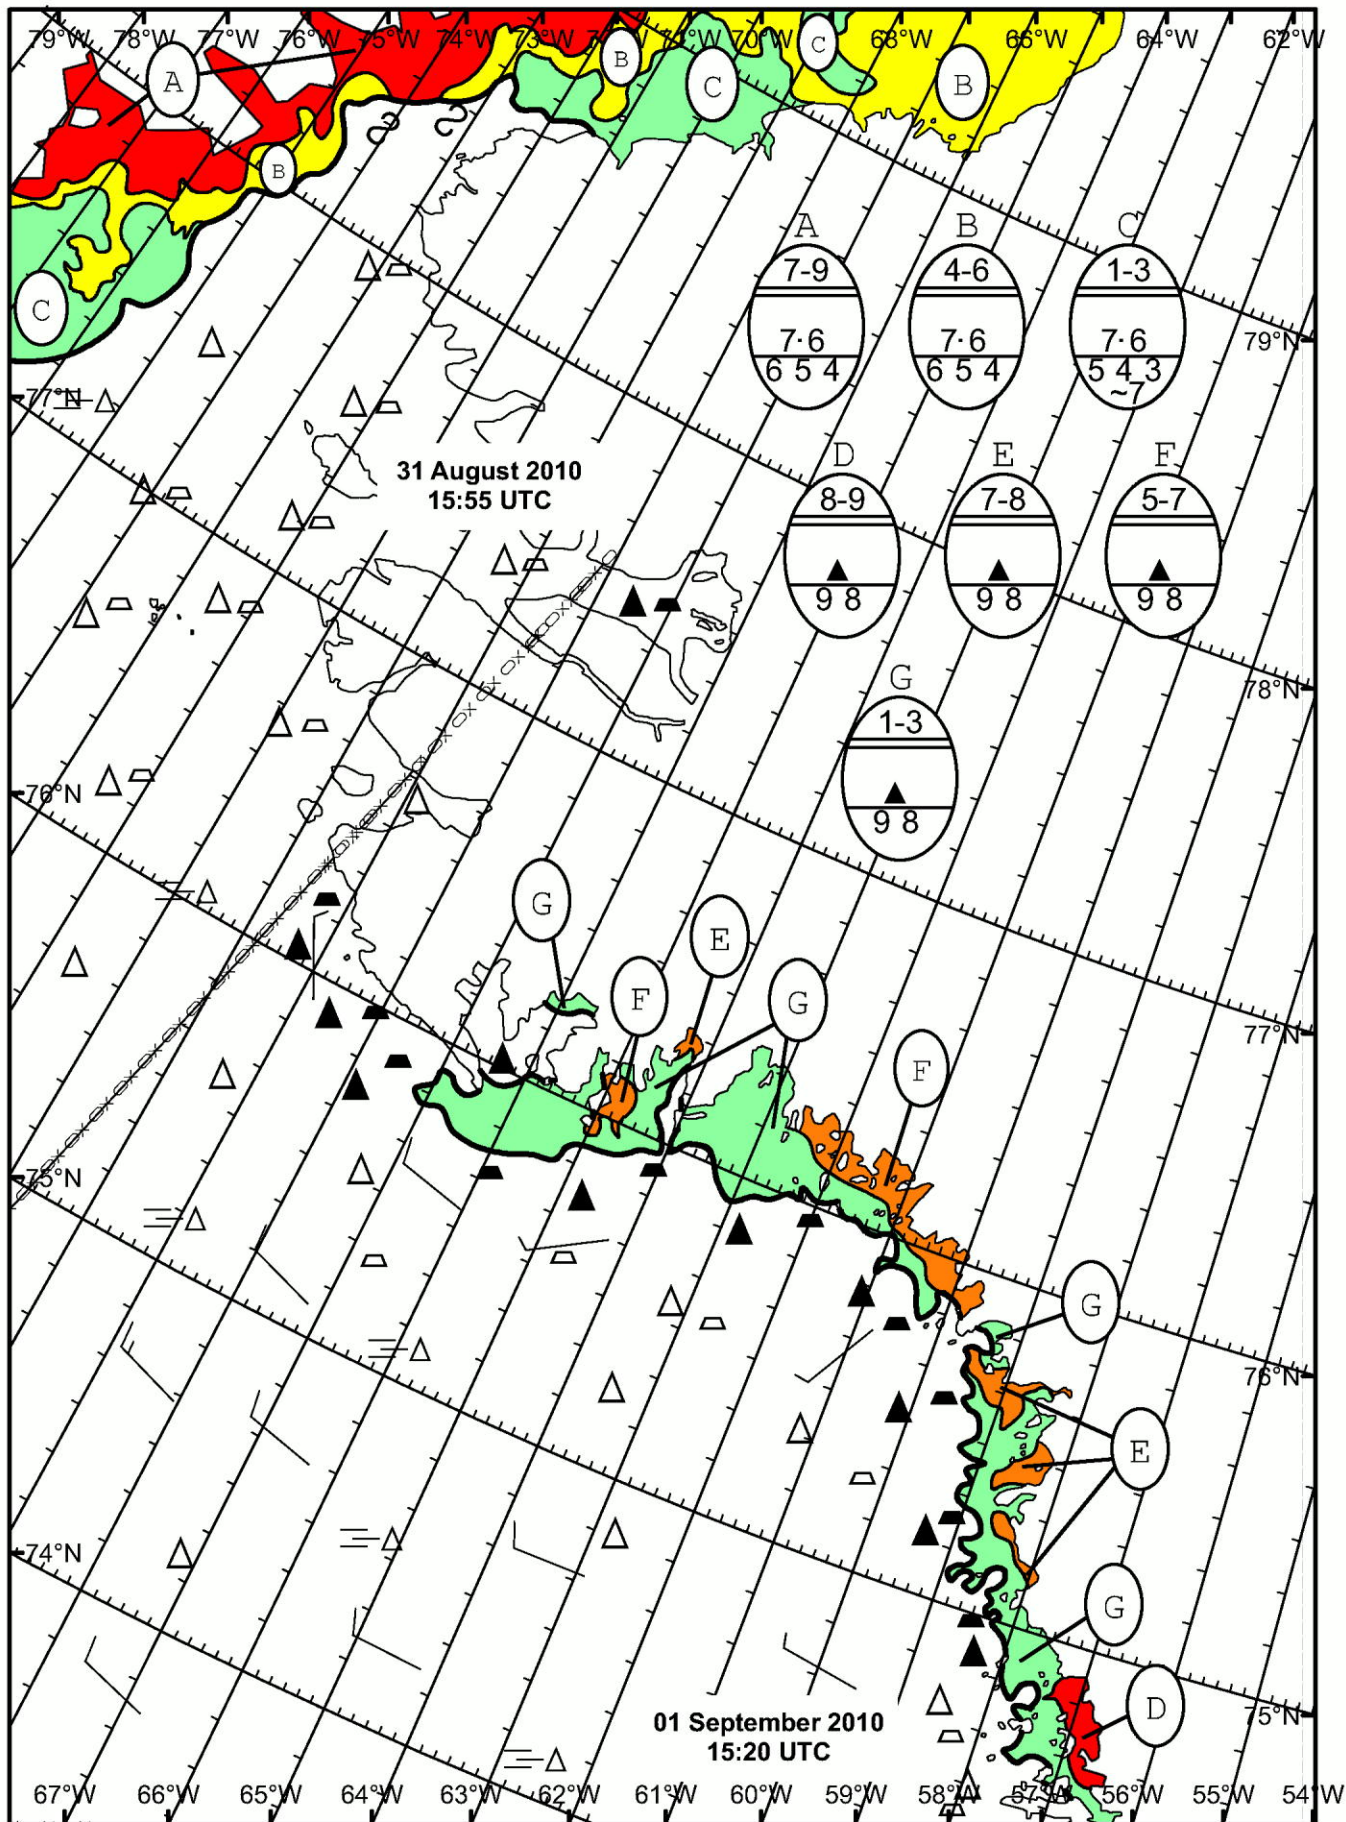 79°W 78°W 77°W 76°W 75°W 74°W 73°W 72°W 71°W 70°W 68°W 66°W 64°W 62°W
C
B
A
C
B
B
C
A B C
7-9 4-6 1-3
7·6 7·6 7·6
6 5 4 6 5 4 5 4 3
~7
79°N
77°N
31 August 2010
15:55 UTC
D E F
8-9 7-8 5-7
9 8 9 8 9 8
78°N
G
1-3
9 8
76°N
G
E
F
G
77°N
F
75°N
G
76°N
E
74°N
G
D
01 September 2010
15:20 UTC
75°N
67°W 66°W 65°W 64°W 63°W 62°W 61°W 60°W 59°W 58°W 57°W 56°W 55°W 54°W